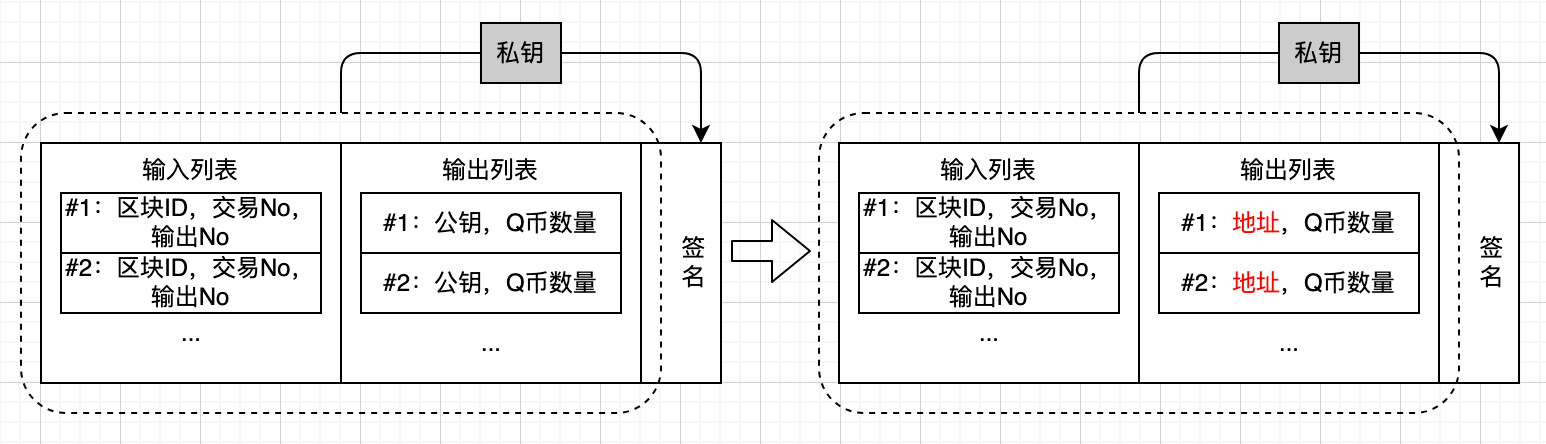 私钥
输入列表
#1：区块ID，交易No，
输出No
#2：区块ID，交易No，
输出No
...
输出列表
#1：公钥，Q币数量
#2：公钥，Q币数量
...
签
名
私钥
输入列表
#1：区块ID，交易No，
输出No
#2：区块ID，交易No，
输出No
...
输出列表
#1：地址，Q币数量
#2：地址，Q币数量
...
签
名